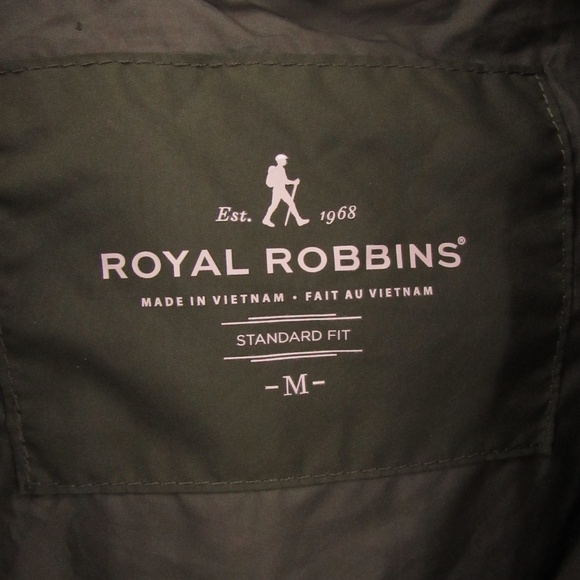 Est. 1968
ROYAL ROBBINS®
MADE IN VIETNAM • FAIT AU VIETNAM
STANDARD FIT
-M-